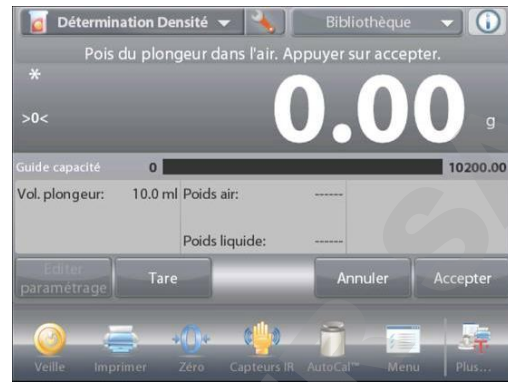 Détermination Densité Bibliothèque
Pois du plongeur dans l'air. Appuyer sur accepter.
*
>0< 0.00 g
Guide capacité 0 10200.00
Vol. plongeur: 10.0 ml Poids air: ------
Poids liquide: ------
Editer
paramétrage Tare Annuler Accepter
Veille Imprimer Zéro Capteurs IR AutoCal™ Menu Plus...